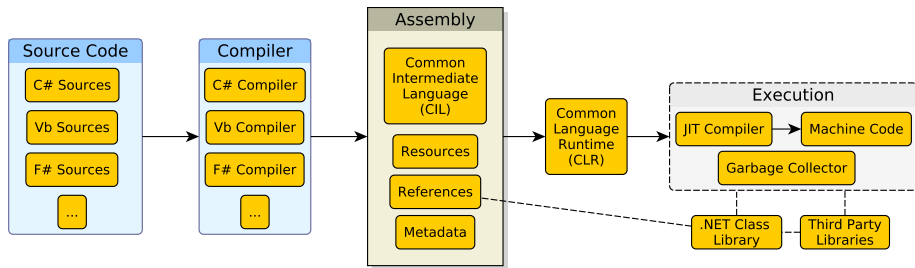 Source Code
C# Sources
Vb Sources
F# Sources
...
Compiler
C# Compiler
Vb Compiler
F# Compiler
...
Assembly
Common
Intermediate
Language
(CIL)
Resources
References
Metadata
Common
Language
Runtime
(CLR)
Execution
JIT Compiler
Machine Code
Garbage Collector
.NET Class
Library
Third Party
Libraries